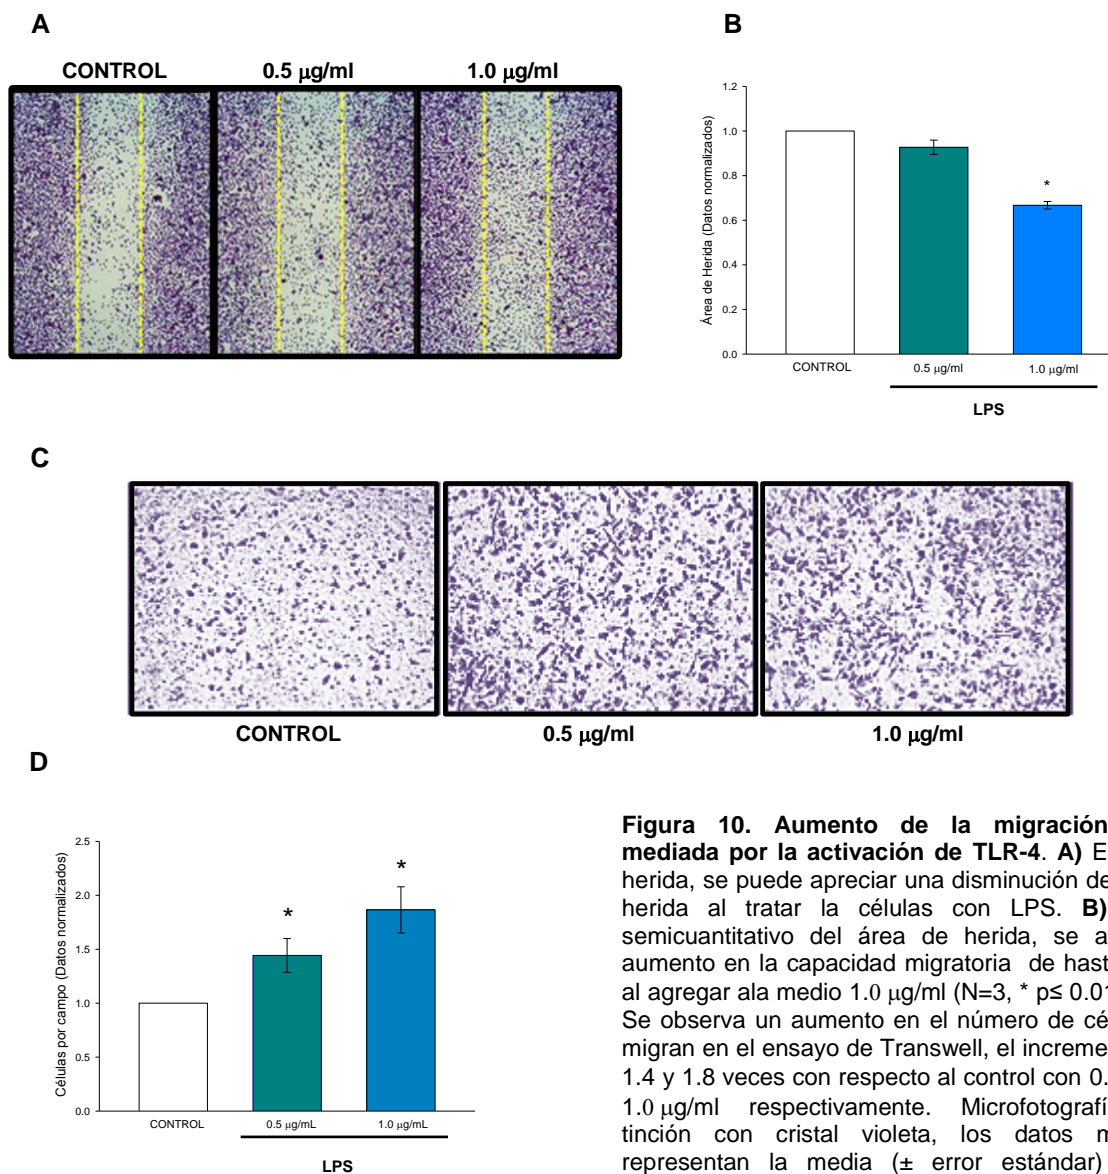 A
CONTROL 0.5 μg/ml 1.0 μg/ml
B
1.2
1.0
0.8
0.6
0.4
0.2
0.0
Área de Herida (Datos normalizados)
*
CONTROL 0.5 μg/ml 1.0 μg/ml
LPS
C
CONTROL 0.5 μg/ml 1.0 μg/ml
D
2.5
2.0
1.5
1.0
0.5
0.0
Células por campo (Datos normalizados)
* *
CONTROL 0.5 μg/mL 1.0 μg/mL
LPS
Figura 10. Aumento de la migración
mediada por la activación de TLR-4. A) E
herida, se puede apreciar una disminución de
herida al tratar la células con LPS. B)
semicuantitativo del área de herida, se a
aumento en la capacidad migratoria de hast
al agregar ala medio 1.0 μg/ml (N=3, * p≤ 0.01
Se observa un aumento en el número de cé
migran en el ensayo de Transwell, el increme
1.4 y 1.8 veces con respecto al control con 0.
1.0 μg/ml respectivamente. Microfotografí
tinción con cristal violeta, los datos m
representan la media (± error estándar)